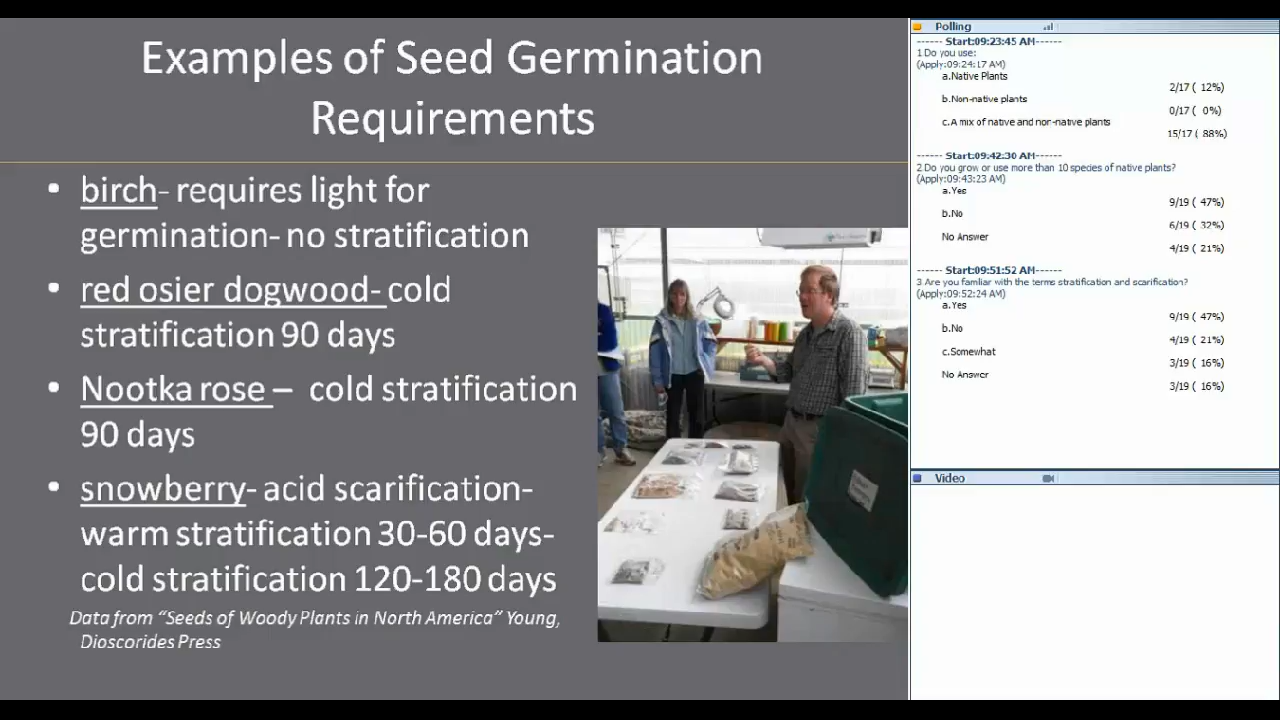 Examples of Seed Germination
Requirements
• birch- requires light for
germination- no stratification
• red osier dogwood- cold
stratification 90 days
• Nootka rose – cold stratification
90 days
• snowberry- acid scarification-
warm stratification 30-60 days-
cold stratification 120-180 days
Data from “Seeds of Woody Plants in North America” Young,
Dioscorides Press
Polling
------ Start:09:23:45 AM------
1.Do you use:
(Apply:09:24:17 AM)
a.Native Plants
2/17 ( 12%)
b.Non-native plants
0/17 ( 0%)
c.A mix of native and non-native plants
15/17 ( 88%)
------ Start:09:42:30 AM------
2.Do you grow or use more than 10 species of native plants?
(Apply:09:43:23 AM)
a.Yes
9/19 ( 47%)
b.No
6/19 ( 32%)
No Answer
4/19 ( 21%)
------ Start:09:51:52 AM------
3.Are you familiar with the terms stratification and scarification?
(Apply:09:52:24 AM)
a.Yes
9/19 ( 47%)
b.No
4/19 ( 21%)
c.Somewhat
3/19 ( 16%)
No Answer
3/19 ( 16%)
Video